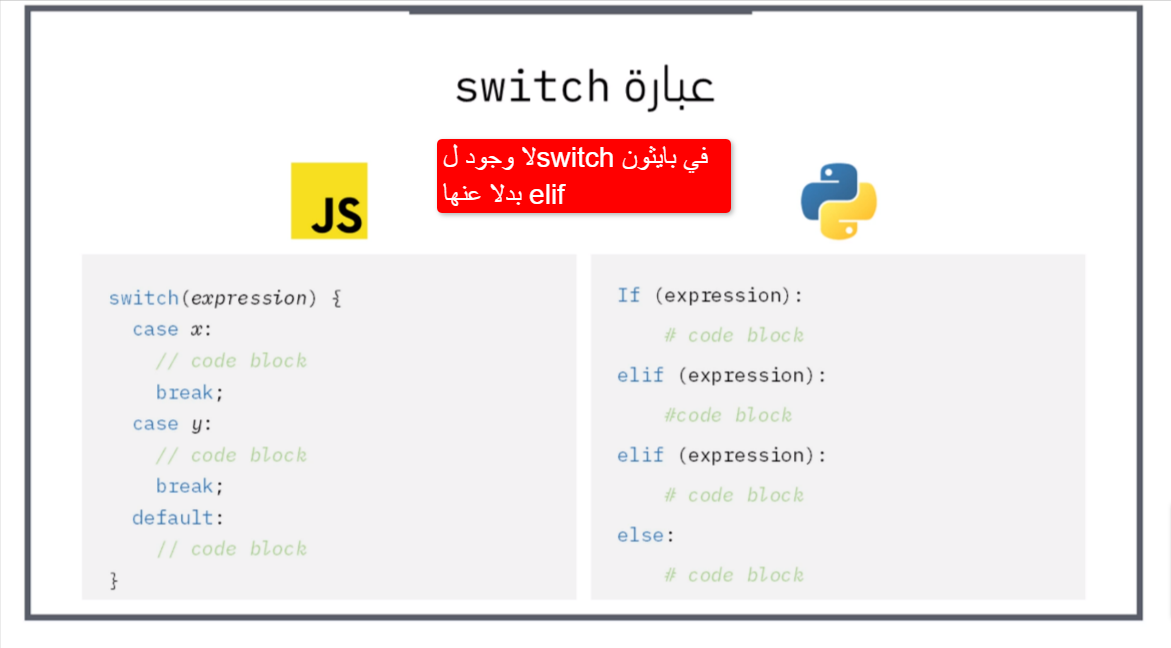 عبارة switch
لا وجود لswitch في بايثون
بدلا عنها elif
JS
switch(expression) {
case x:
// code block
break;
case y:
// code block
break;
default:
// code block
}
If (expression):
# code block
elif (expression):
#code block
elif (expression):
# code block
else:
# code block